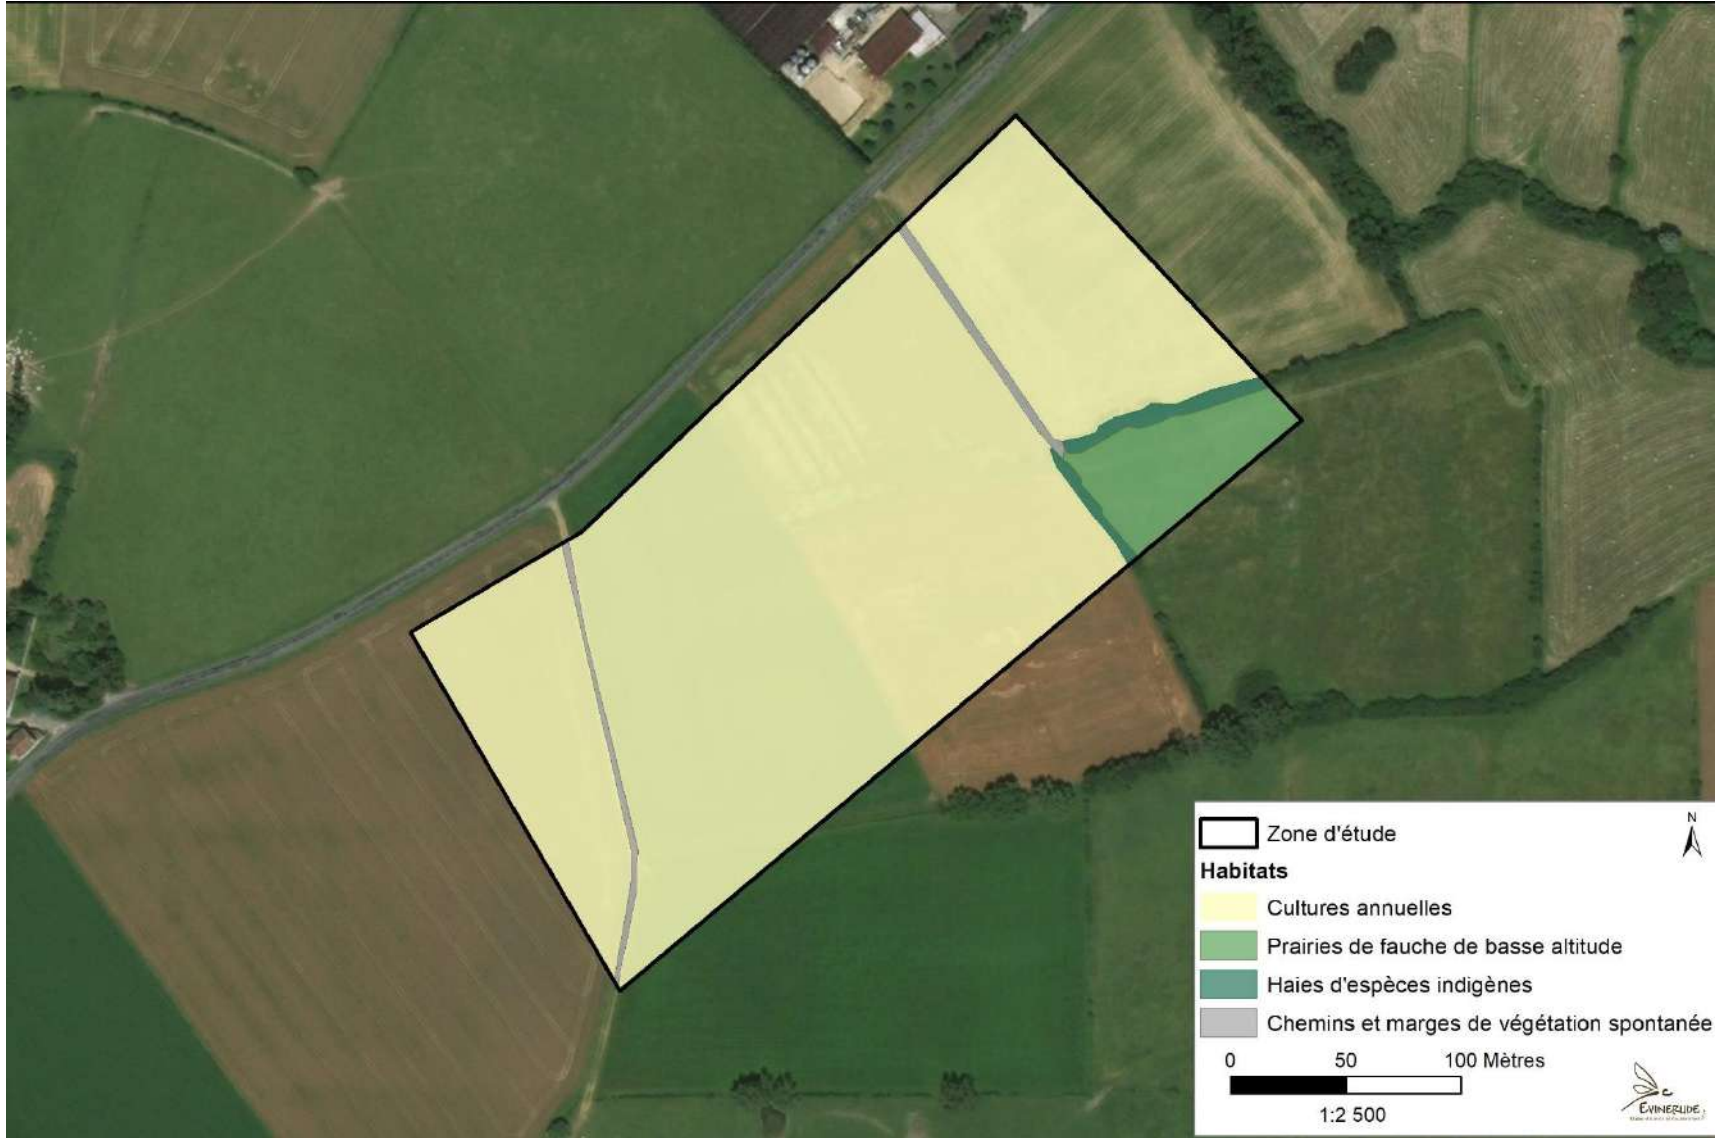 Zone d'étude
N
Habitats
Cultures annuelles
Prairies de fauche de basse altitude
Haies d'espèces indigènes
Chemins et marges de végétation spontanée
0 50 100 Mètres
1:2 500
EVINERUDE